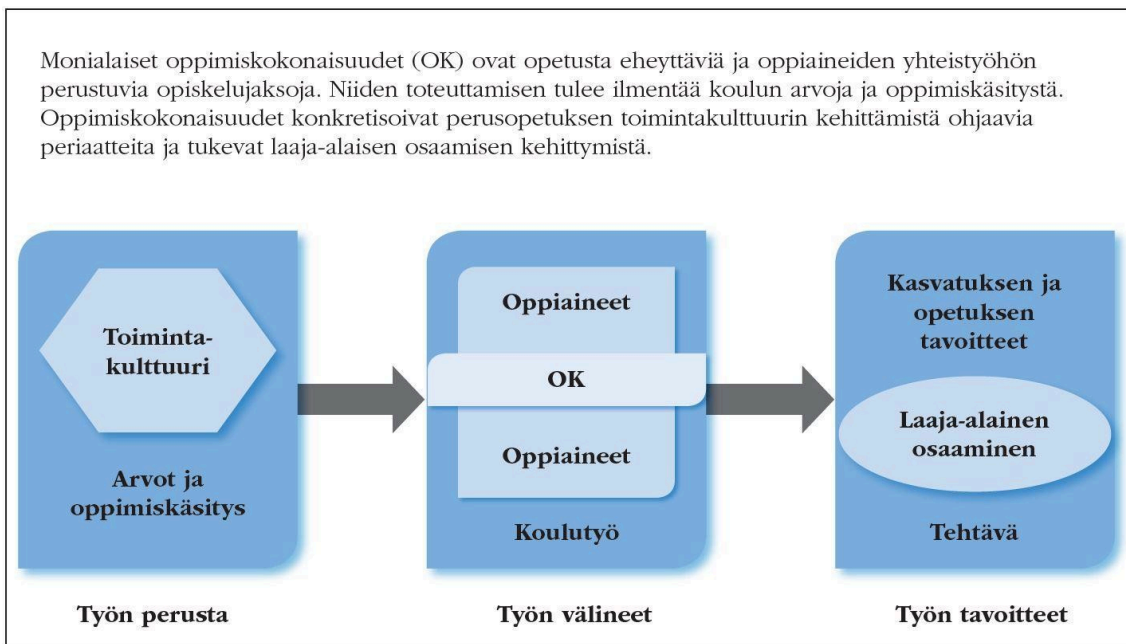 Monialaiset oppimiskokonaisuudet (OK) ovat opetusta eheyttäviä ja oppiaineiden yhteistyöhön
perustuvia opiskelujaksoja. Niiden toteuttamisen tulee ilmentää koulun arvoja ja oppimiskäsitystä.
Oppimiskokonaisuudet konkretisoivat perusopetuksen toimintakulttuurin kehittämistä ohjaavia
periaatteita ja tukevat laaja-alaisen osaamisen kehittymistä.
Toiminta-
kulttuuri
Arvot ja
oppimiskäsitys
Työn perusta
Oppiaineet
OK
Oppiaineet
Koulutyö
Työn välineet
Kasvatuksen ja
opetuksen
tavoitteet
Laaja-alainen
osaaminen
Tehtävä
Työn tavoitteet